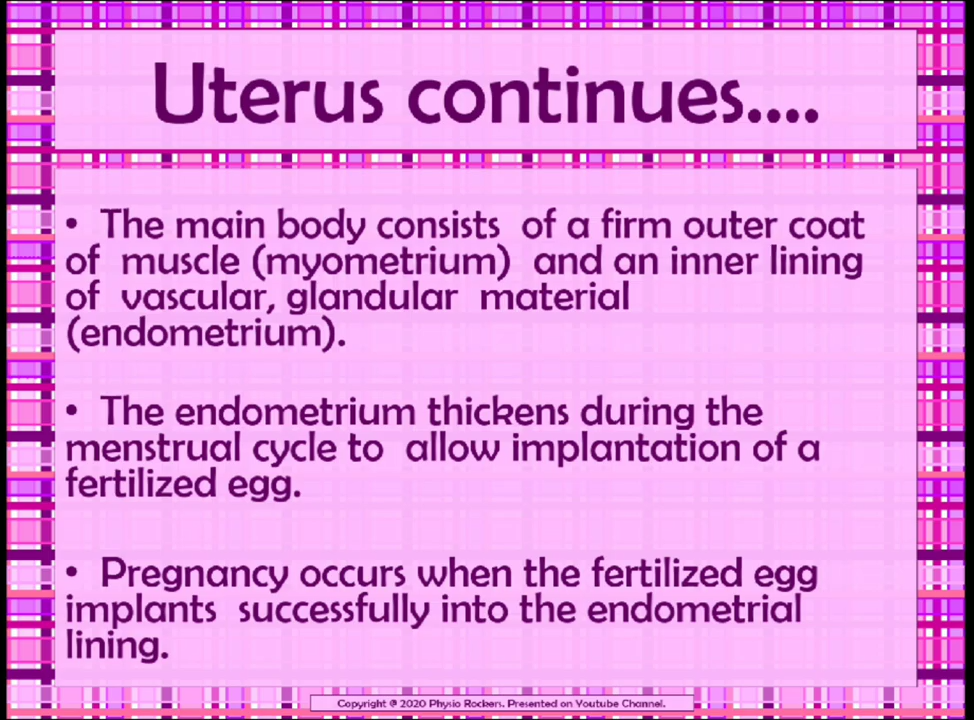 Uterus continues....
• The main body consists of a firm outer coat
of muscle (myometrium) and an inner lining
of vascular, glandular material
(endometrium).
• The endometrium thickens during the
menstrual cycle to allow implantation of a
fertilized egg.
• Pregnancy occurs when the fertilized egg
implants successfully into the endometrial
lining.
Copyright @ 2020 Physio Rockers. Presented on Youtube Channel.